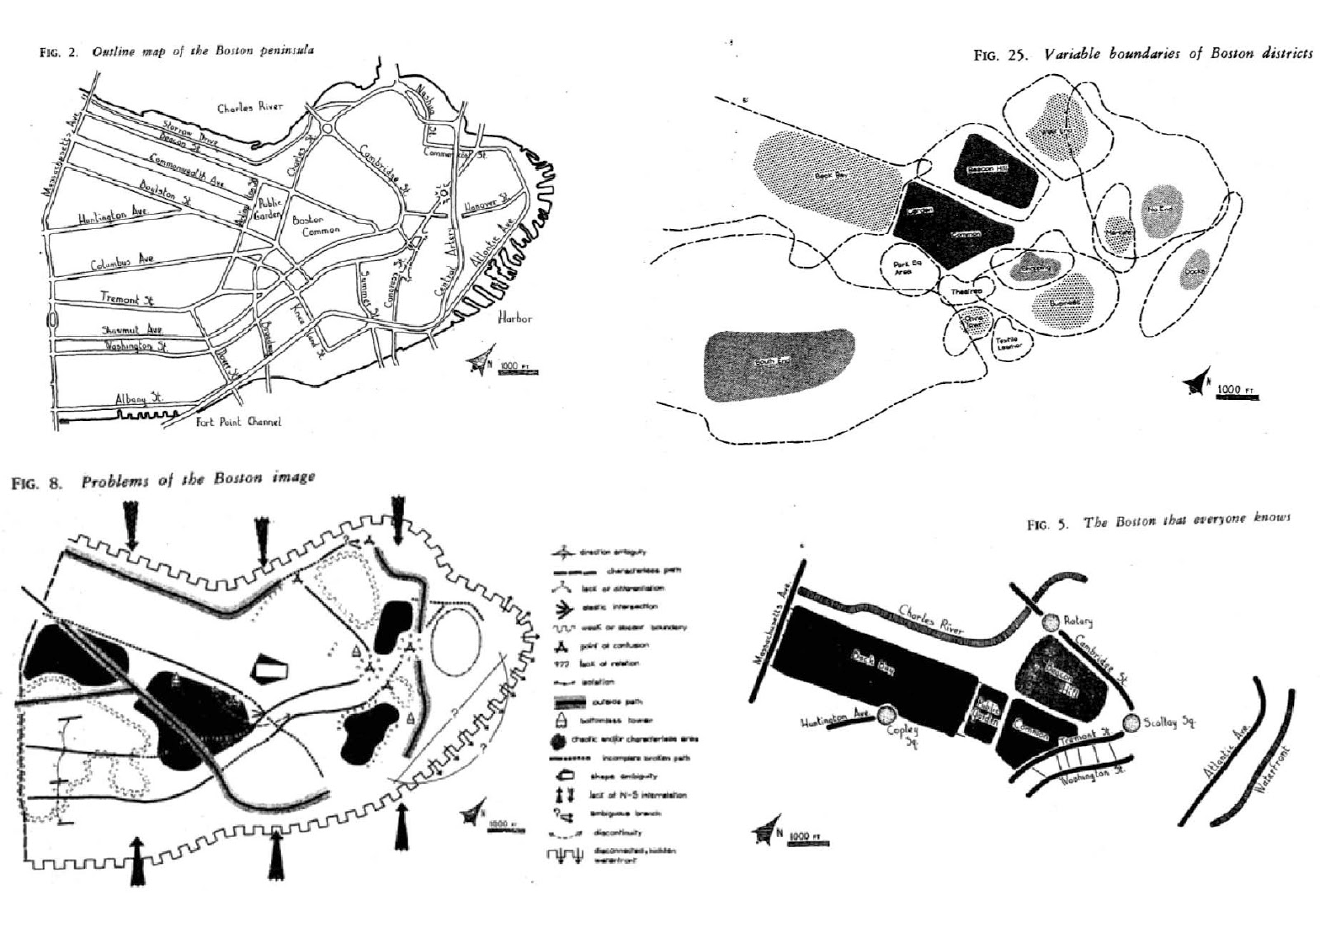 FIG. 2. Outline map of the Boston peninsula
Charles River
Massachusetts Ave.
Storrow Drive
Beacon St.
Commonwealth Ave
Boylston St
Huntington Ave.
Columbus Ave
Tremont St
Shawmut Ave
Washington St
Albany St.
Fort Point Channel
Arlington St
Public
Garden
Boston
Common
Charles St
Cambridge St
Nashua
St
Commercial St.
Hanover St
Atlantic Ave
Central Artery
Summer St
Congress St
Kneeland St
Broadway
Dover St
Harbor
N
1000 FT
FIG. 25. Variable boundaries of Boston districts
Back Bay
Beacon Hill
West End
Garden
Common
Park Sq
Area
Theatres
Shopping
China
Town
Textile
Leather
Market
No End
Docks
South End
N
1000 FT
FIG. 8. Problems of the Boston image
N
1000
direction ambiguity
characterless path
lack of differentiation
elastic intersection
weak or absent boundary
point of confusion
??? lack of relation
isolation
outside path
bottomless tower
chaotic and/or characterless area
incomplete broken path
shape ambiguity
lack of N-S interrelation
ambiguous branch
discontinuity
disconnected, hidden
waterfront
FIG. 5. The Boston that everyone knows
Massachusetts Ave.
Charles River
Back Bay
Public
Garden
Common
Beacon
Hill
Rotary
Cambridge St.
Scollay Sq.
Huntington Ave.
Copley
Sq.
Tremont St.
Washington St.
Atlantic Ave.
Waterfront
N
1000 FT